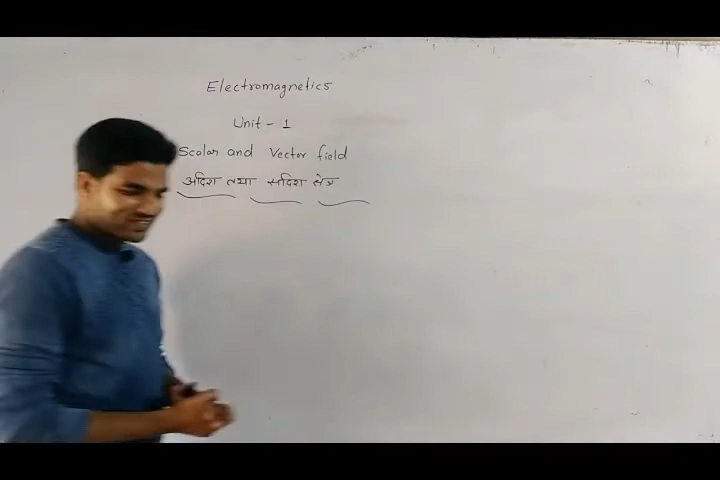 Electromagnetics
Unit - 1
Scalar and Vector field
अदिश तथा सदिश क्षेत्र